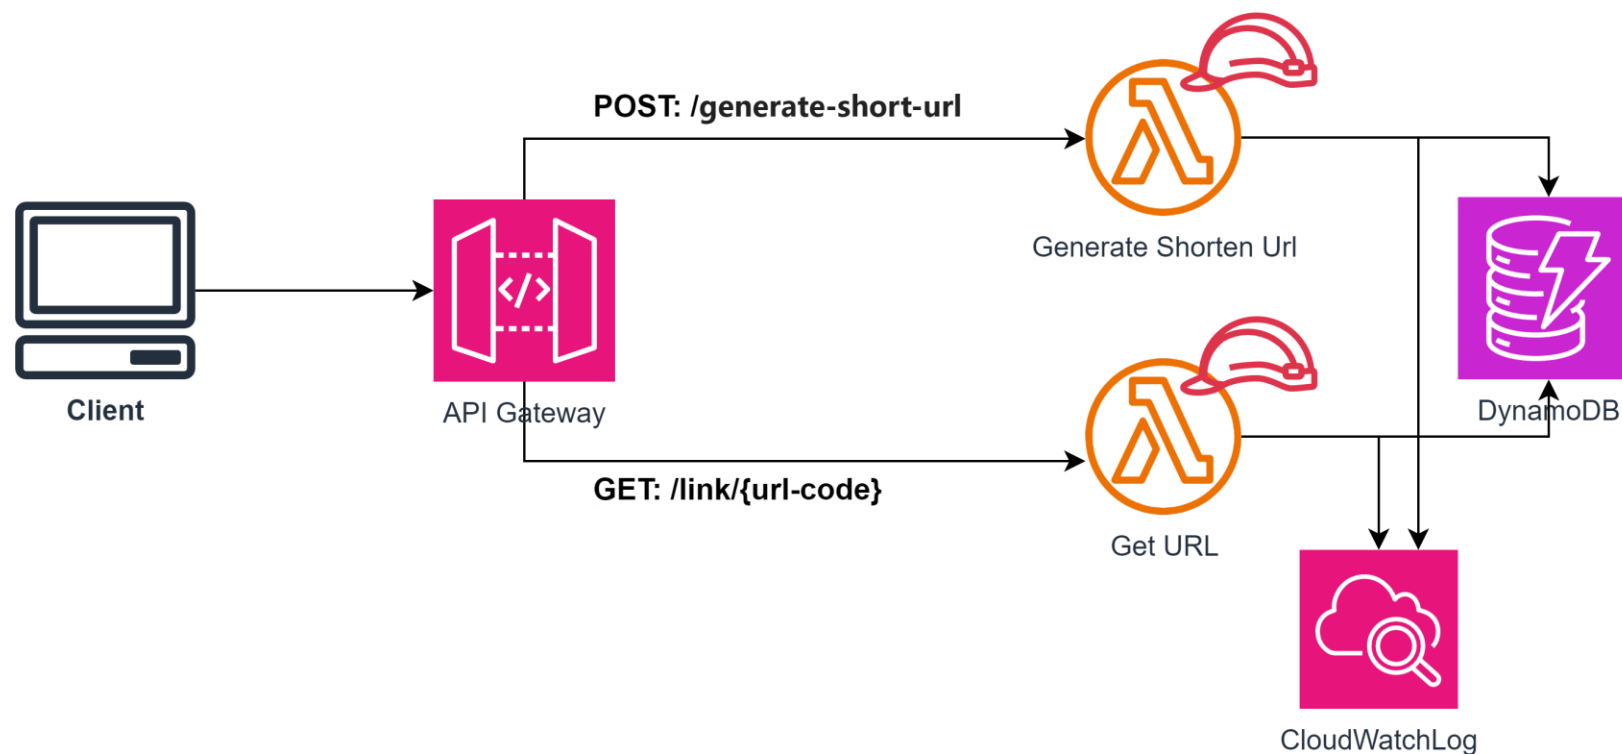 POST: /generate-short-url
Generate Shorten Url
Client
API Gateway
</>
DynamoDB
GET: /link/{url-code}
Get URL
CloudWatchLog